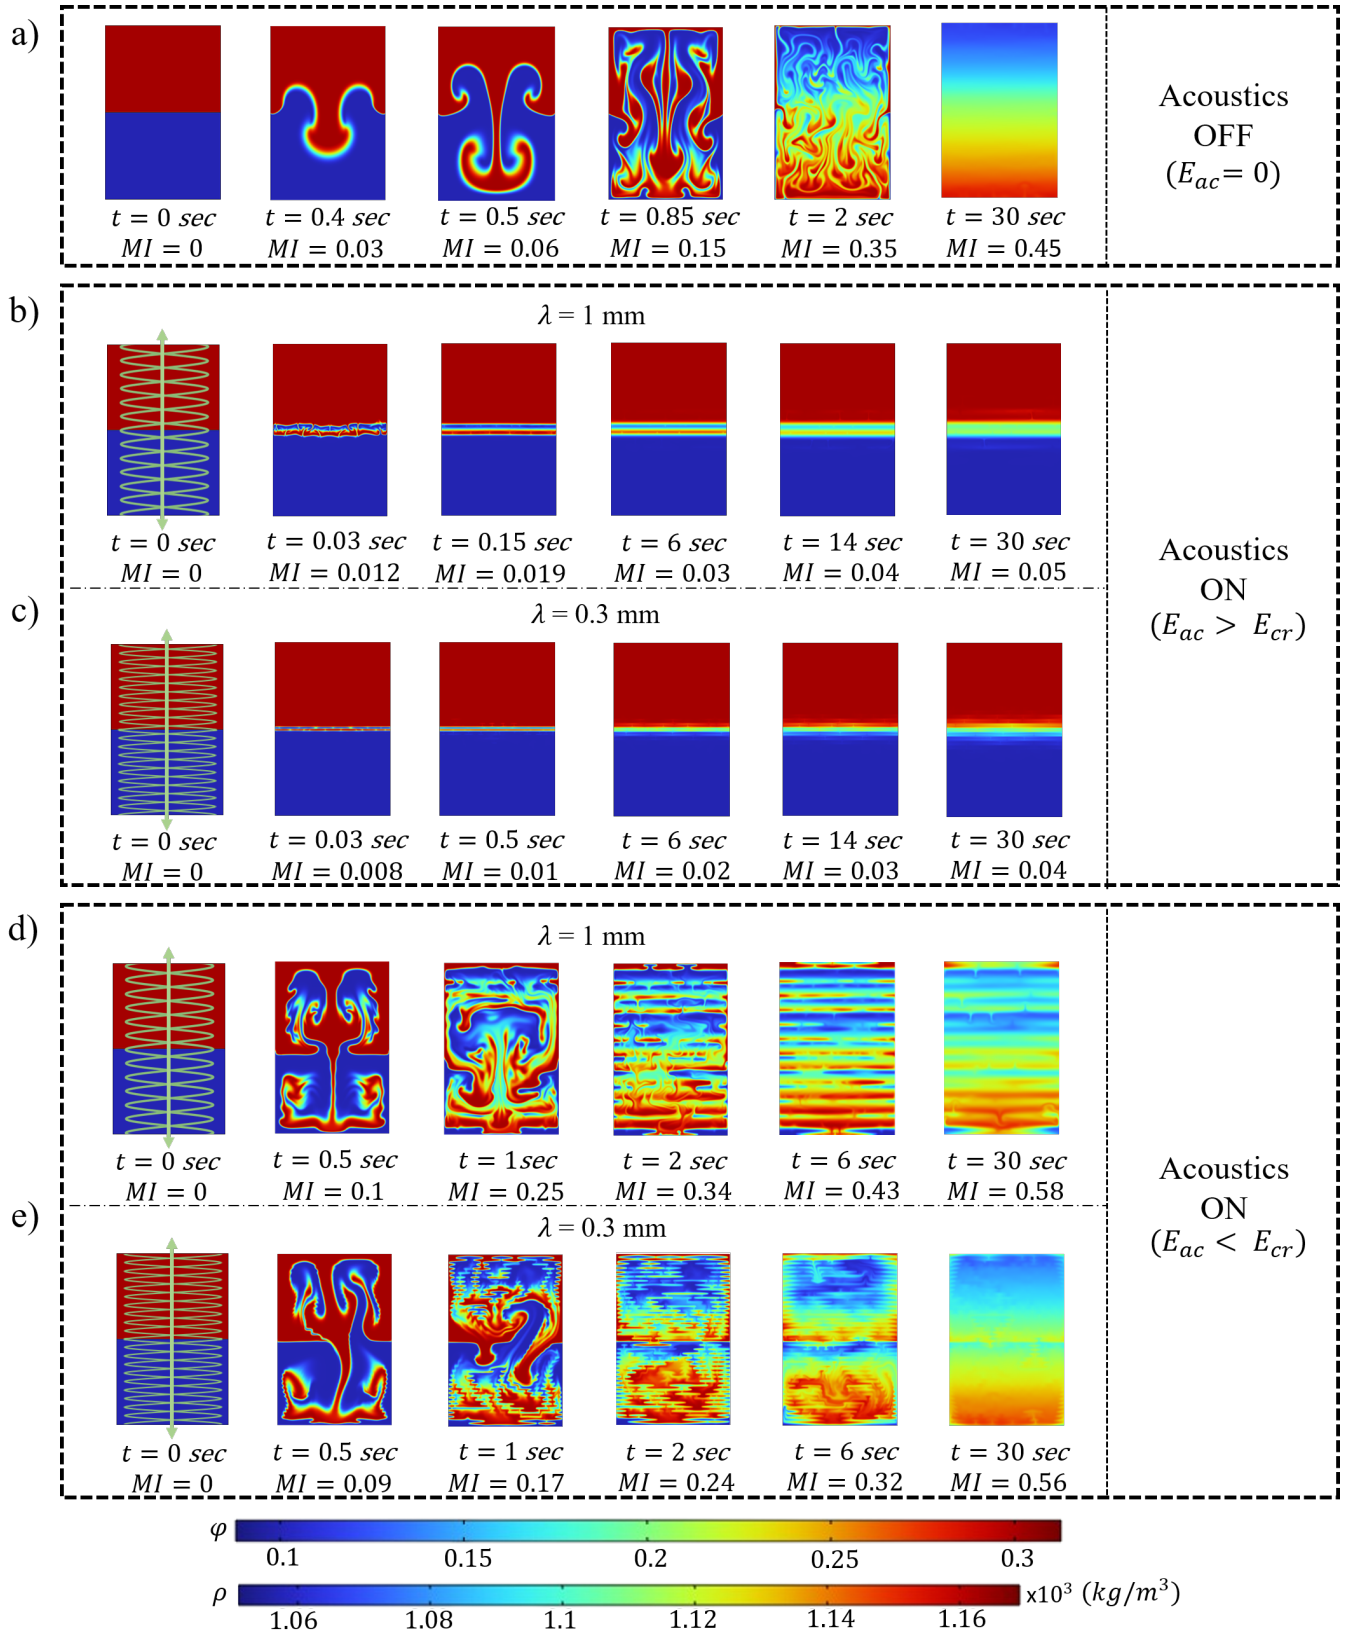 a)
t = 0 sec t = 0.4 sec t = 0.5 sec t = 0.85 sec t = 2 sec t = 30 sec
MI = 0 MI = 0.03 MI = 0.06 MI = 0.15 MI = 0.35 MI = 0.45
Acoustics
OFF
(E_ac = 0)
b)
λ = 1 mm
t = 0 sec t = 0.03 sec t = 0.15 sec t = 6 sec t = 14 sec t = 30 sec
MI = 0 MI = 0.012 MI = 0.019 MI = 0.03 MI = 0.04 MI = 0.05
c)
λ = 0.3 mm
t = 0 sec t = 0.03 sec t = 0.5 sec t = 6 sec t = 14 sec t = 30 sec
MI = 0 MI = 0.008 MI = 0.01 MI = 0.02 MI = 0.03 MI = 0.04
Acoustics
ON
(E_ac > E_cr)
d)
λ = 1 mm
t = 0 sec t = 0.5 sec t = 1sec t = 2 sec t = 6 sec t = 30 sec
MI = 0 MI = 0.1 MI = 0.25 MI = 0.34 MI = 0.43 MI = 0.58
e)
λ = 0.3 mm
t = 0 sec t = 0.5 sec t = 1 sec t = 2 sec t = 6 sec t = 30 sec
MI = 0 MI = 0.09 MI = 0.17 MI = 0.24 MI = 0.32 MI = 0.56
Acoustics
ON
(E_ac < E_cr)
φ
0.1 0.15 0.2 0.25 0.3
ρ x10³ (kg/m³)
1.06 1.08 1.1 1.12 1.14 1.16